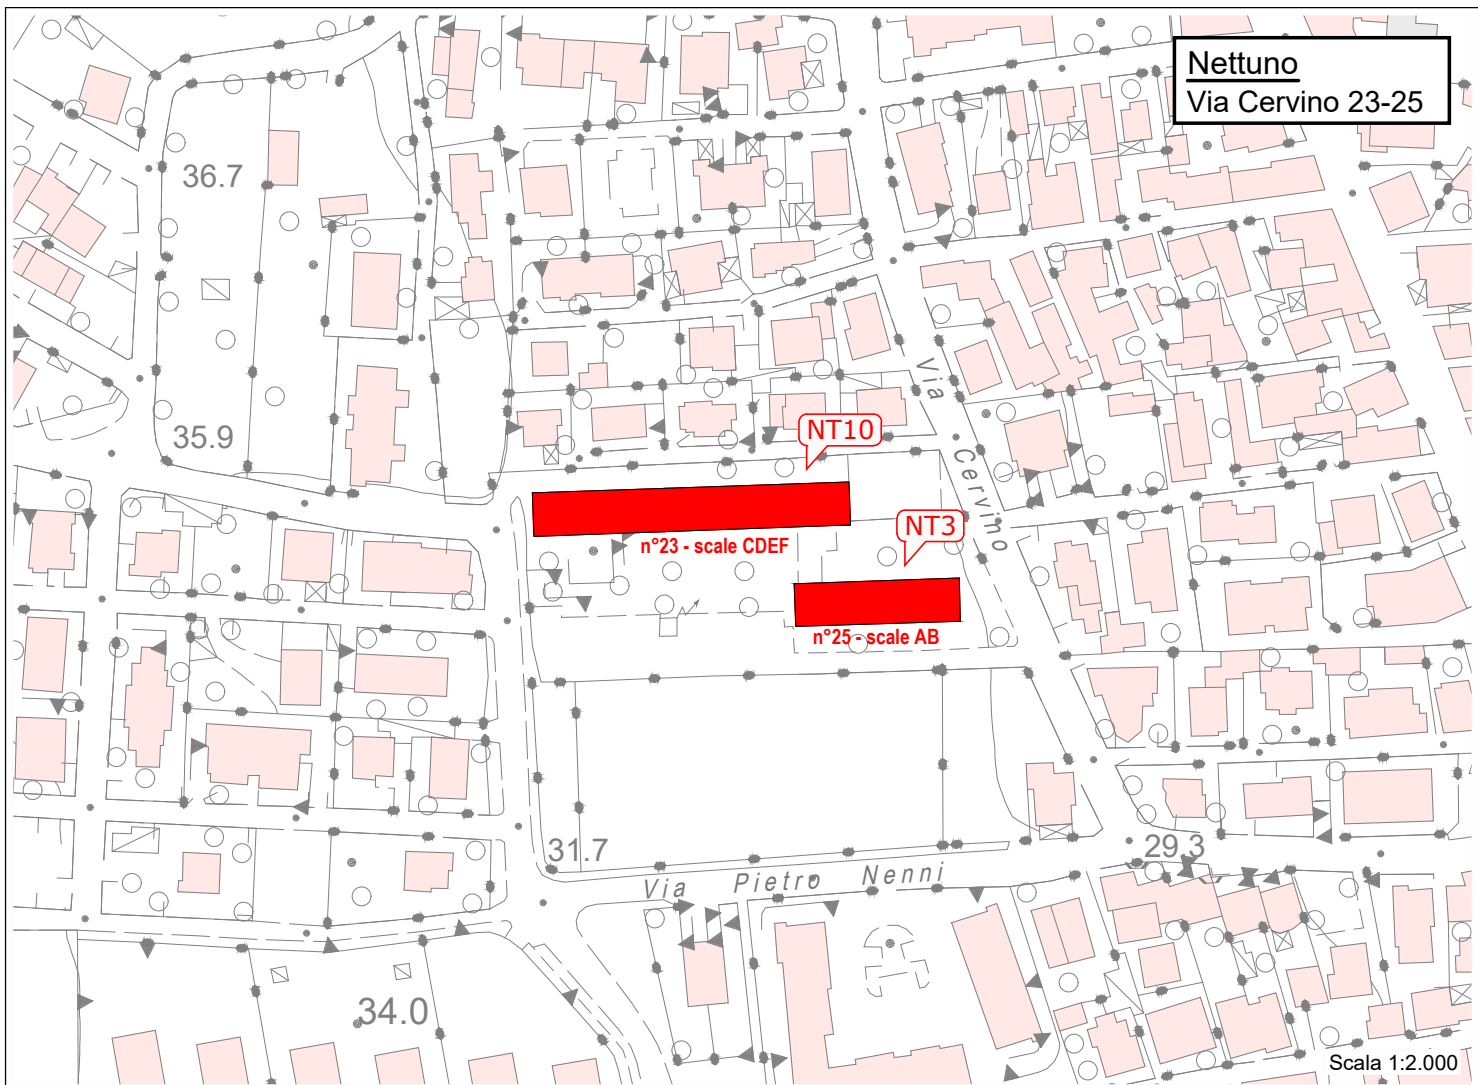 Nettuno
Via Cervino 23-25
36.7
35.9
Via Cervino
NT10
NT3
n°23 - scale CDEF
n°25 - scale AB
31.7
29.3
Via Pietro Nenni
34.0
Scala 1:2.000